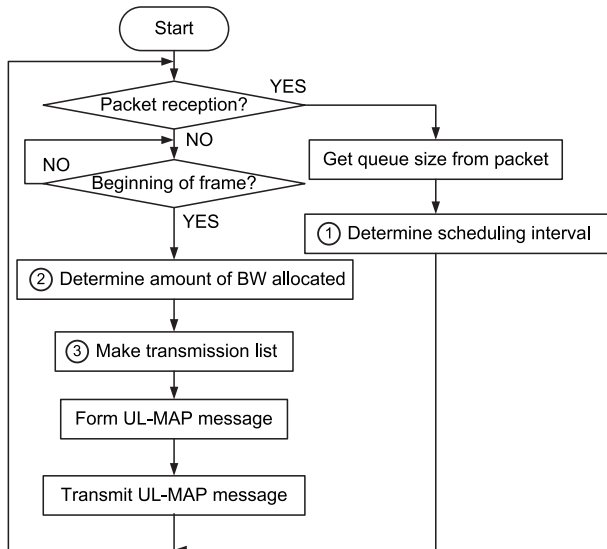 Start
YES
Packet reception?
NO
NO
Beginning of frame?
YES
Get queue size from packet
① Determine scheduling interval
② Determine amount of BW allocated
③ Make transmission list
Form UL-MAP message
Transmit UL-MAP message